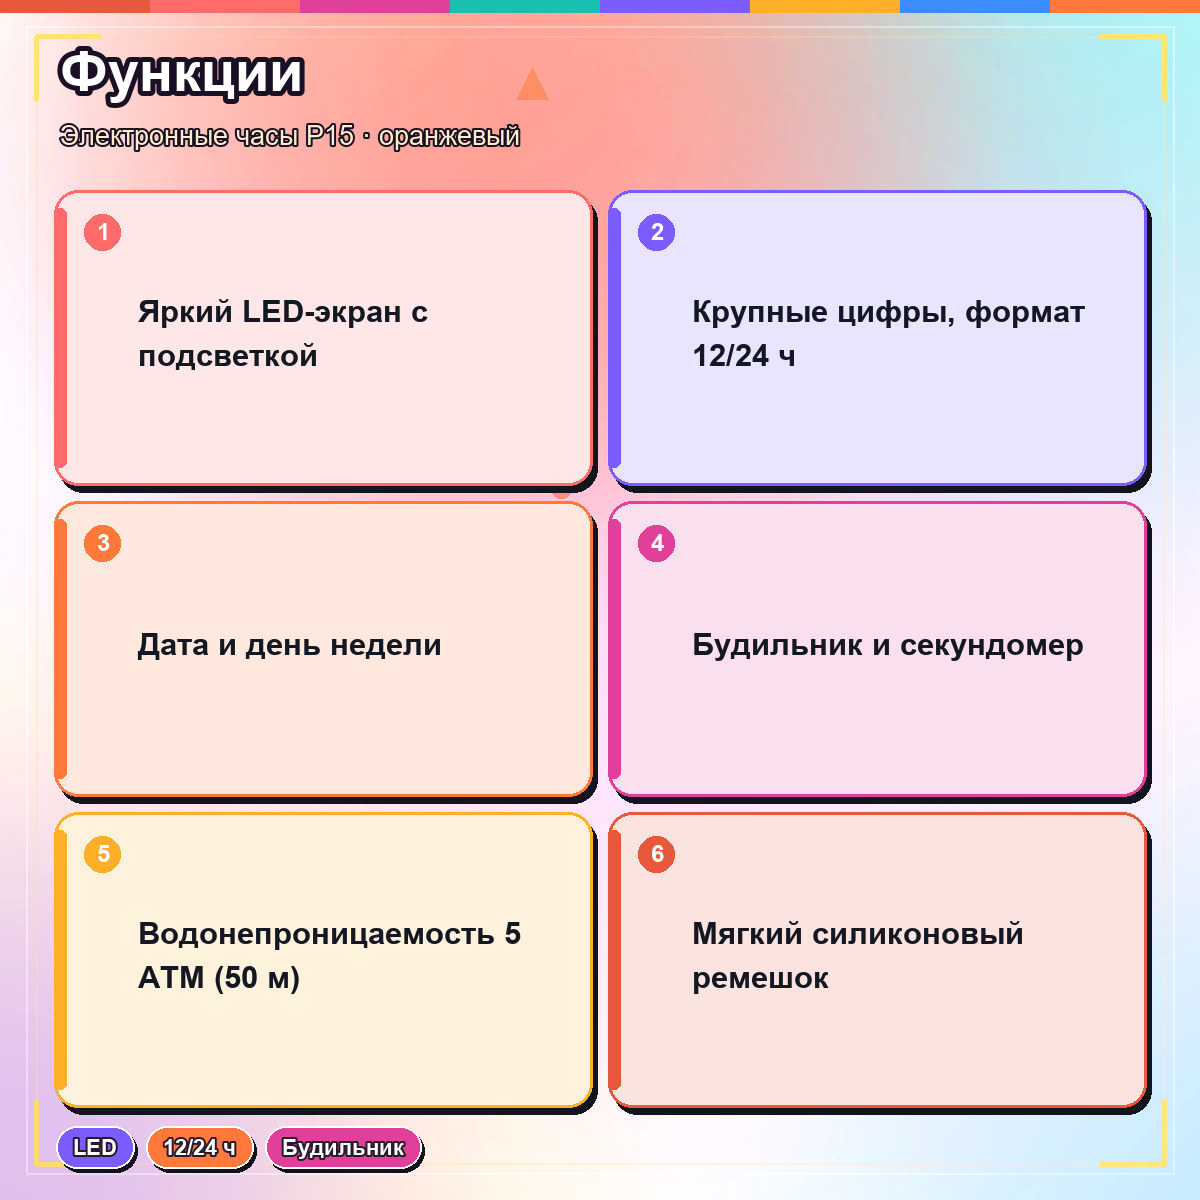 Функции
Электронные часы P15 · оранжевый
1
Яркий LED-экран с
подсветкой
2
Крупные цифры, формат
12/24 ч
3
Дата и день недели
4
Будильник и секундомер
5
Водонепроницаемость 5
ATM (50 м)
6
Мягкий силиконовый
ремешок
LED
12/24 ч
Будильник